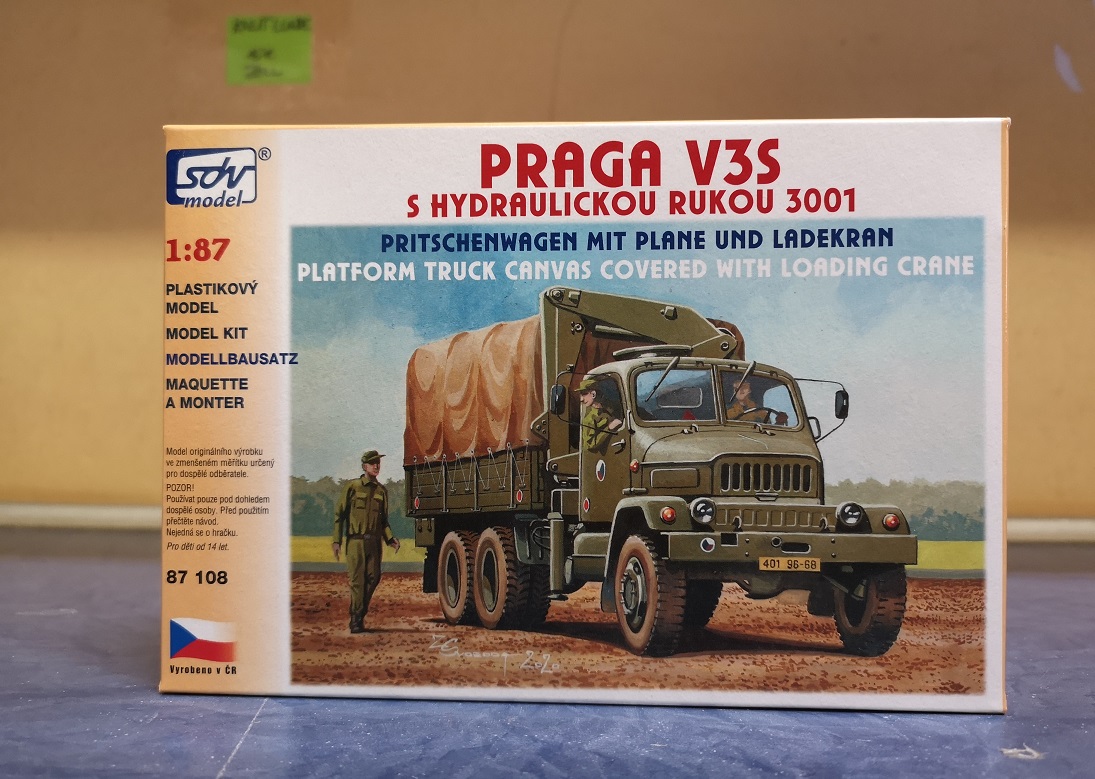 sdv ®
model
PRAGA V3S
S HYDRAULICKOU RUKOU 3001
PRITSCHENWAGEN MIT PLANE UND LADEKRAN
PLATFORM TRUCK CANVAS COVERED WITH LOADING CRANE
1:87
PLASTIKOVÝ
MODEL
MODEL KIT
MODELLBAUSATZ
MAQUETTE
A MONTER
Model originálního výrobku
ve zmenšeném měřítku určený
pro dospělé odběratele.
POZOR!
Používat pouze pod dohledem
dospělé osoby. Před použitím
přečtěte návod.
Nejedná se o hračku.
Pro děti od 14 let.
87 108
Vyrobeno v ČR
401 96-68
2020